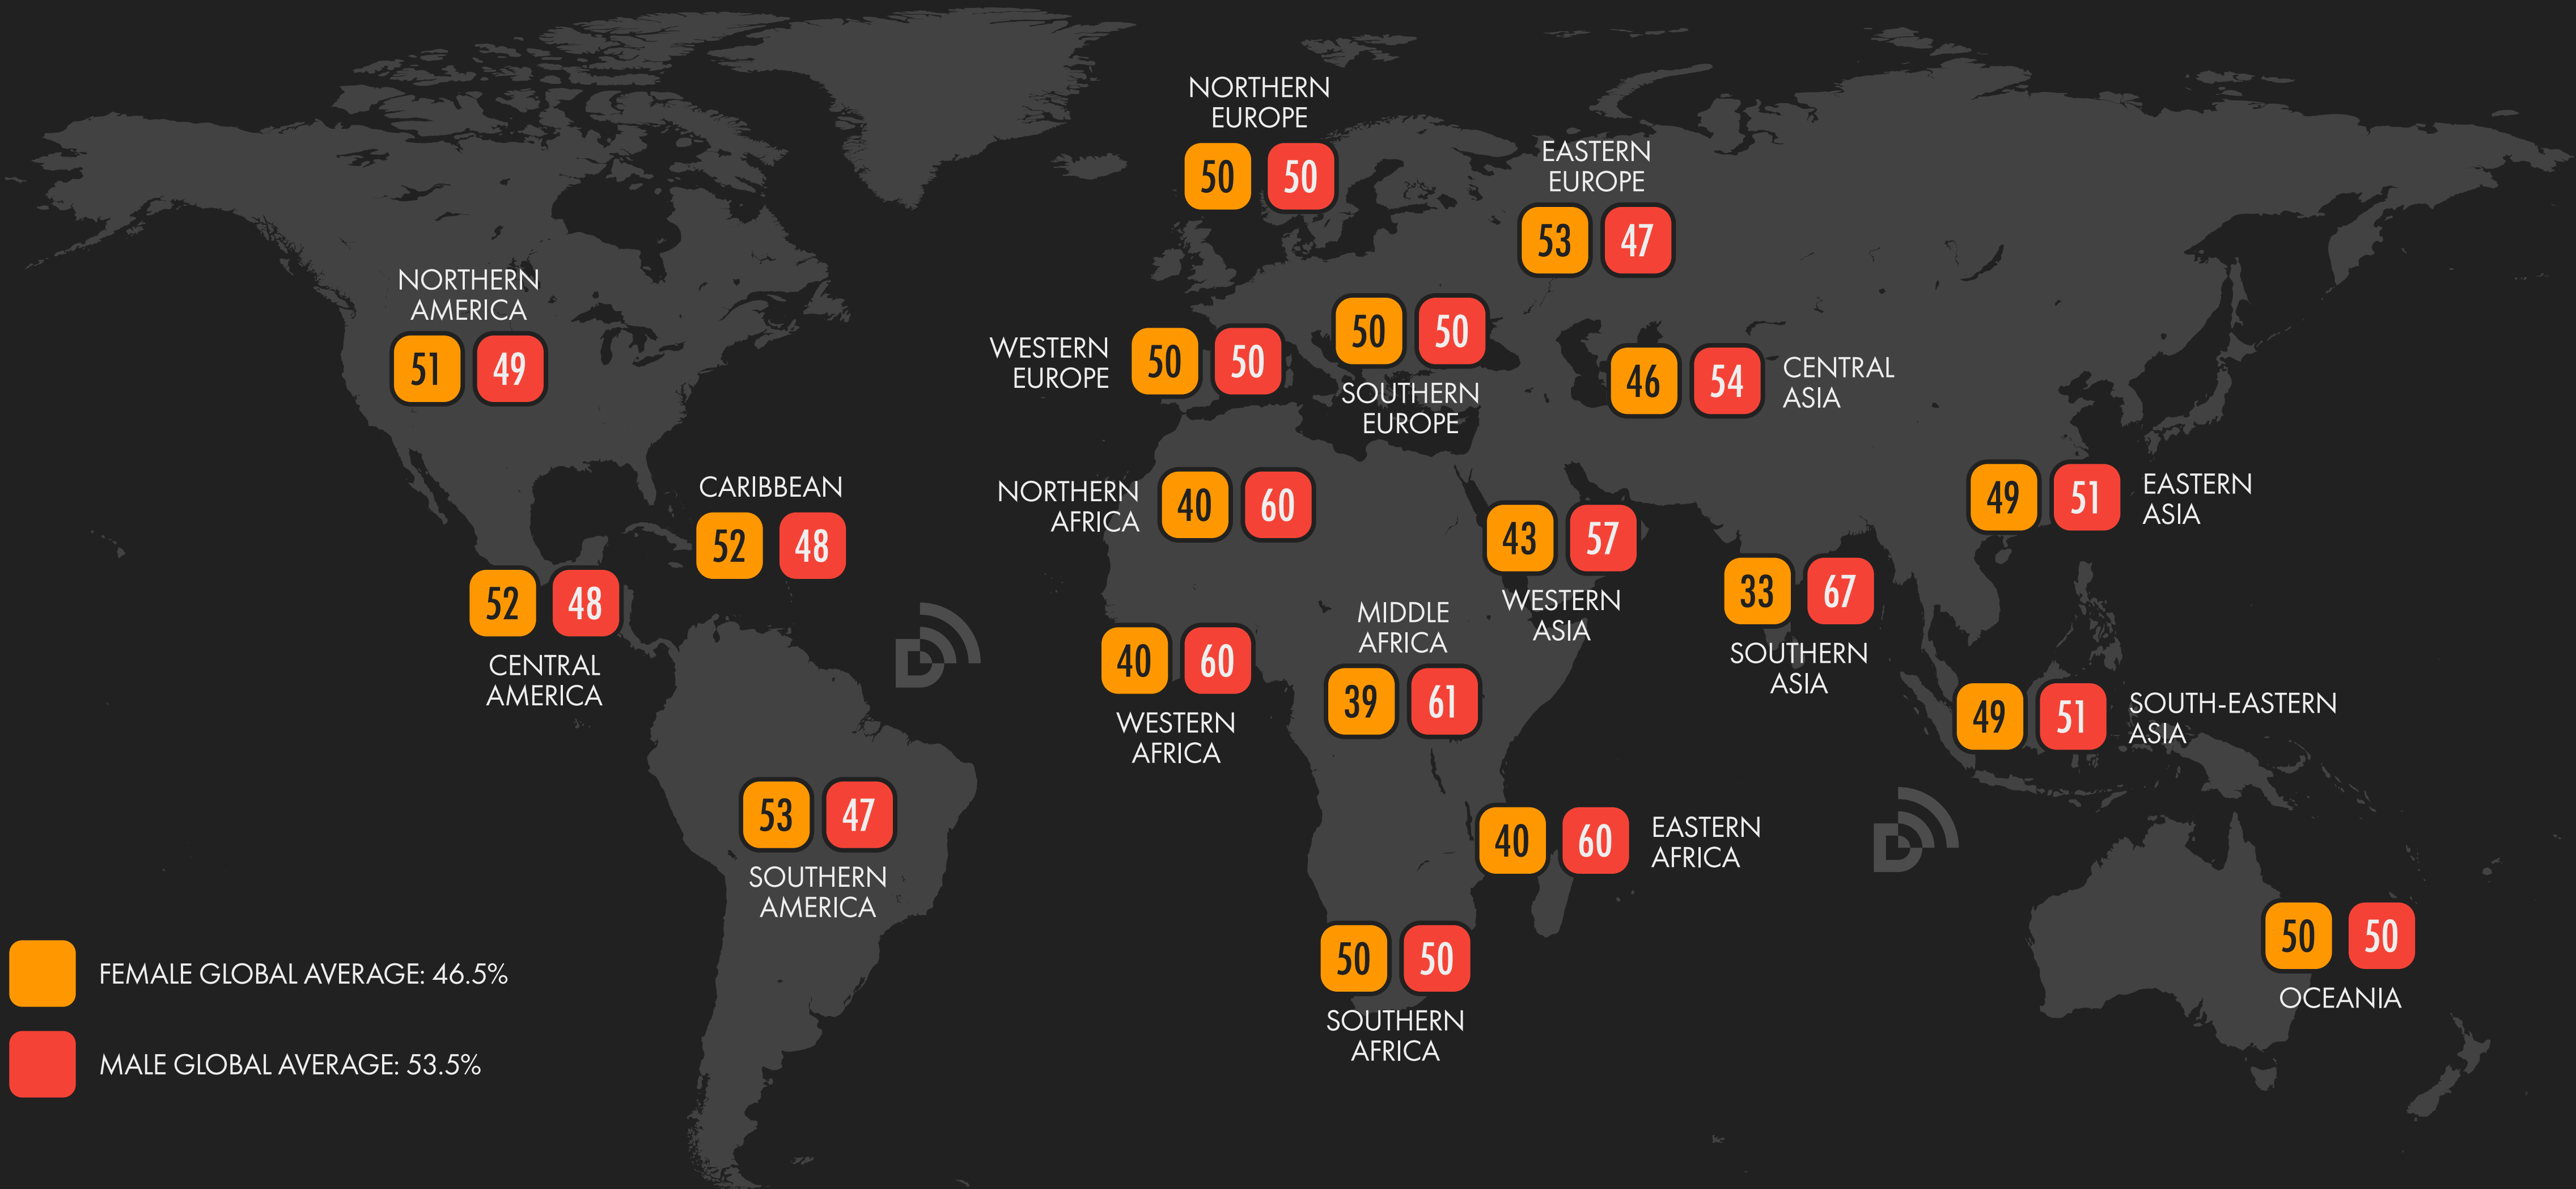 NORTHERN
EUROPE
50 50
EASTERN
EUROPE
53 47
NORTHERN
AMERICA
51 49
WESTERN
EUROPE
50 50
50 50
SOUTHERN
EUROPE
46 54
CENTRAL
ASIA
CARIBBEAN
52 48
NORTHERN
AFRICA
40 60
43 57
WESTERN
ASIA
49 51
EASTERN
ASIA
52 48
CENTRAL
AMERICA
33 67
SOUTHERN
ASIA
40 60
WESTERN
AFRICA
MIDDLE
AFRICA
39 61
49 51
SOUTH-EASTERN
ASIA
53 47
SOUTHERN
AMERICA
40 60
EASTERN
AFRICA
50 50
SOUTHERN
AFRICA
50 50
OCEANIA
FEMALE GLOBAL AVERAGE: 46.5%
MALE GLOBAL AVERAGE: 53.5%